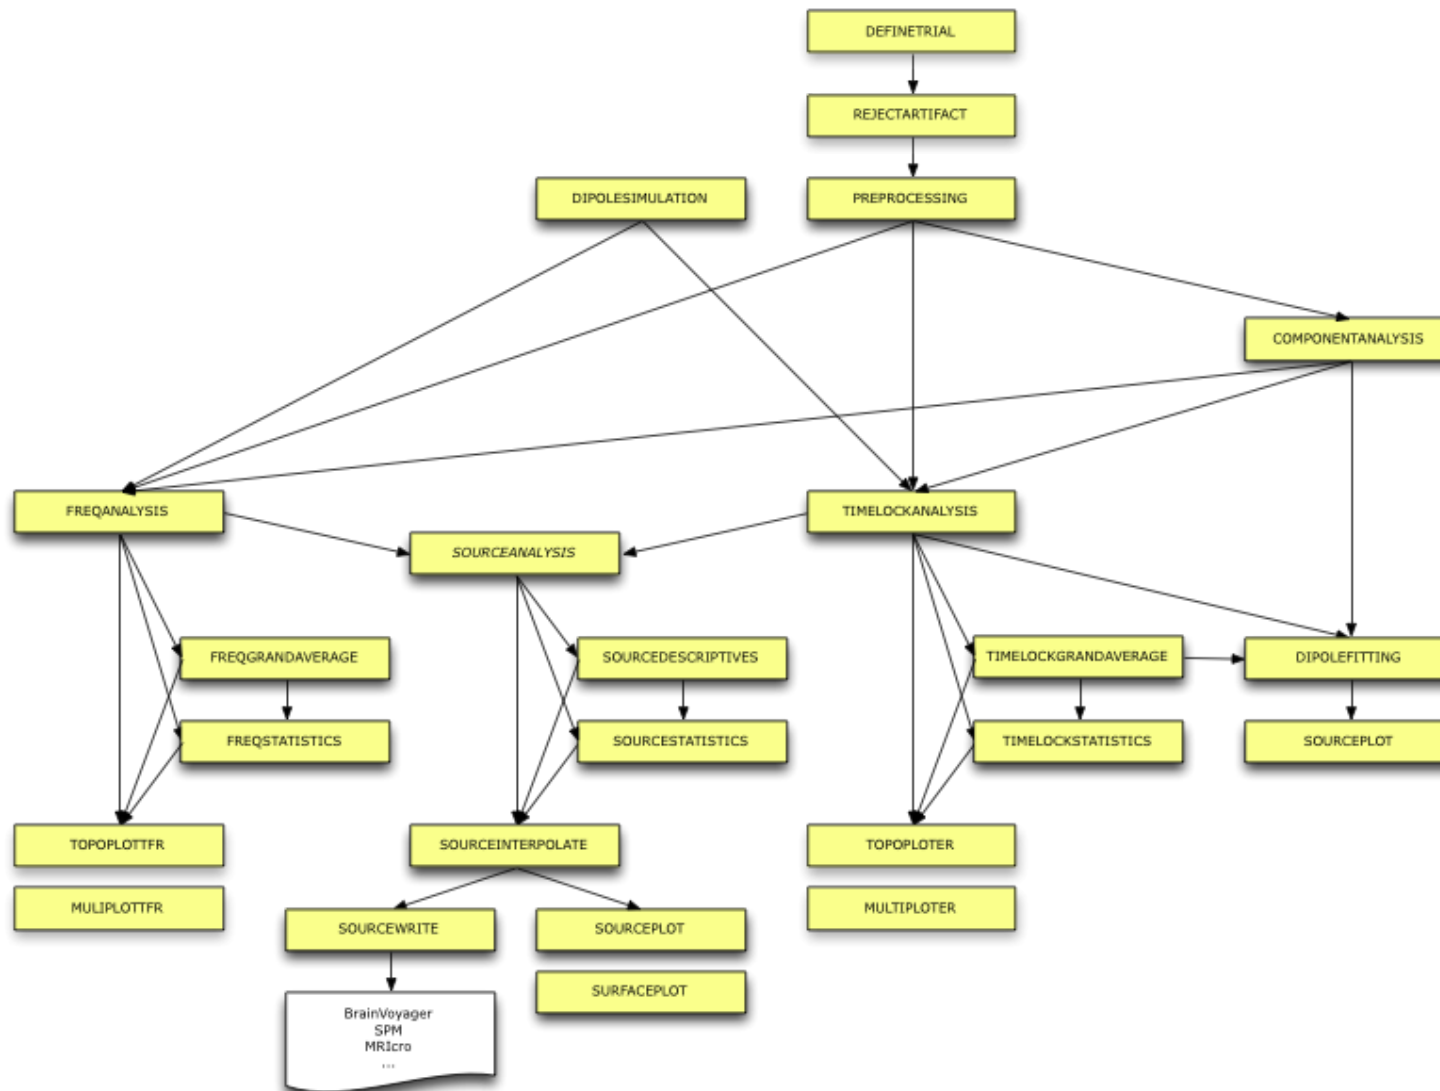 DEFINETRIAL
REJECTARTIFACT
DIPOLESIMULATION
PREPROCESSING
COMPONENTANALYSIS
FREQANALYSIS
TIMELOCKANALYSIS
SOURCEANALYSIS
FREQGRANDAVERAGE
SOURCEDESCRIPTIVES
TIMELOCKGRANDAVERAGE
DIPOLEFITTING
FREQSTATISTICS
SOURCESTATISTICS
TIMELOCKSTATISTICS
SOURCEPLOT
TOPOPLOTTFR
SOURCEINTERPOLATE
TOPOPLOTER
MULIPLOTTFR
MULTIPLOTER
SOURCEWRITE
SOURCEPLOT
SURFACEPLOT
BrainVoyager
SPM
MRIcro
...